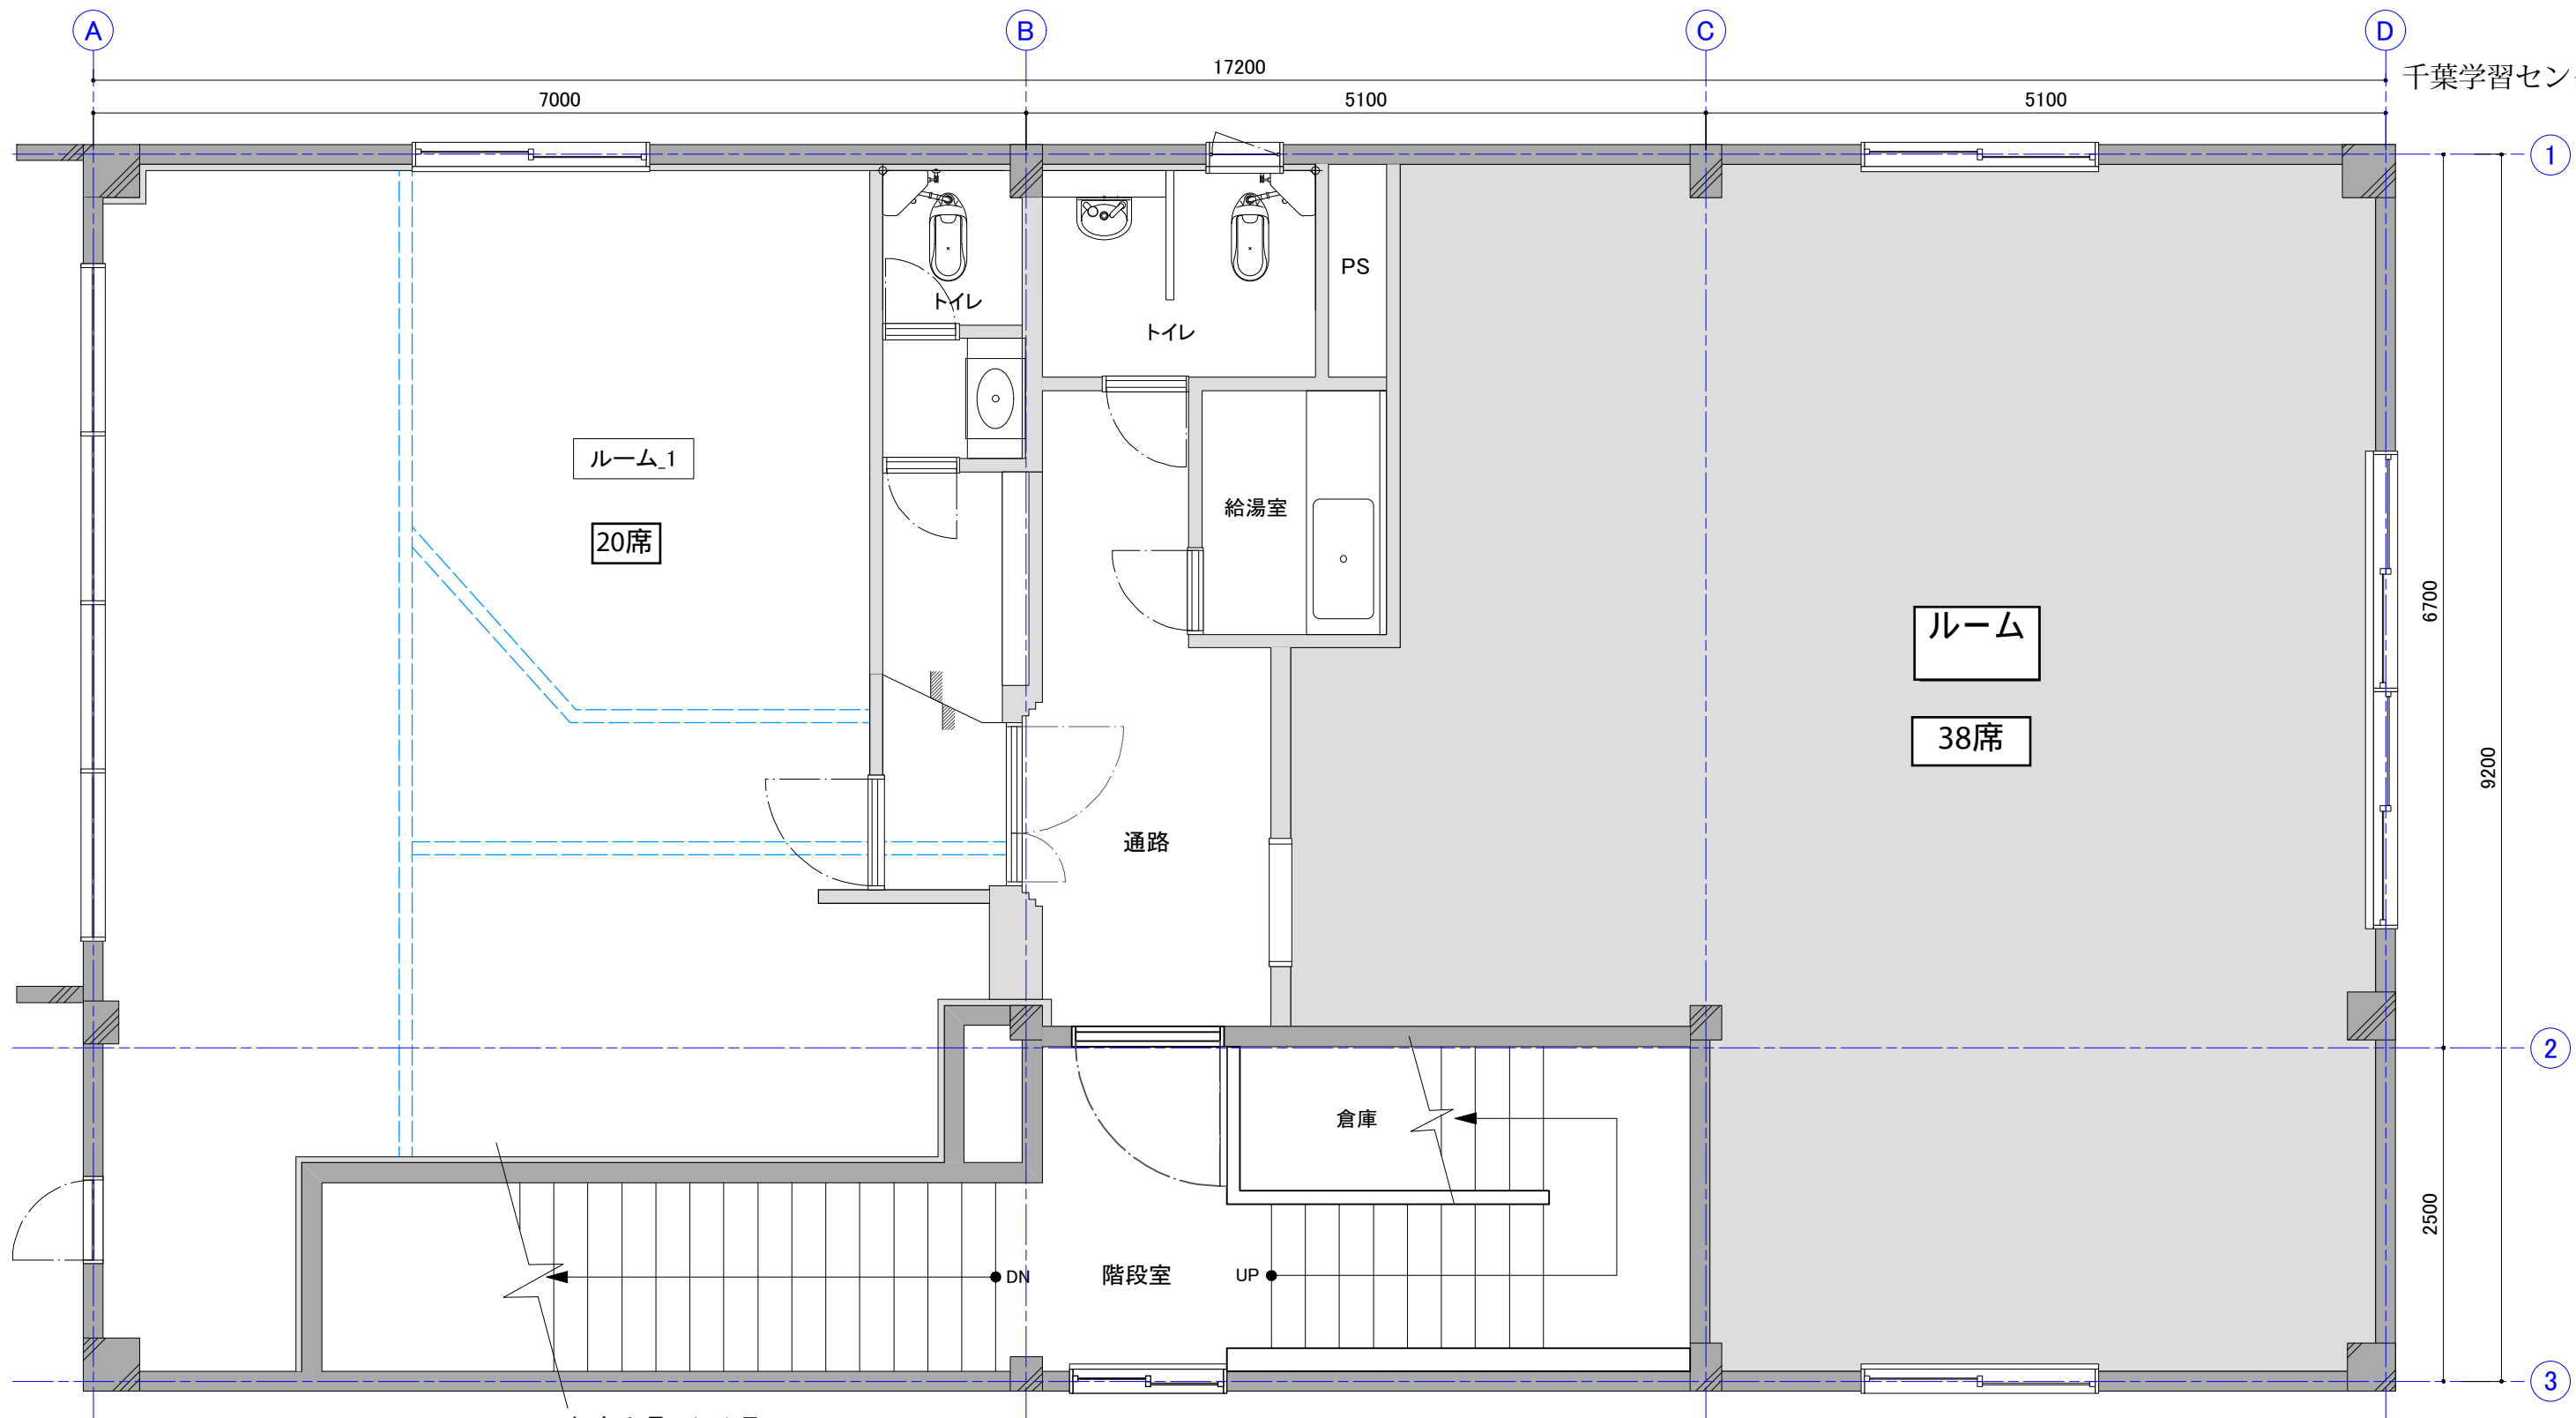 A
B
C
D
17200
千葉学習セン
7000
5100
5100
1
PS
トイレ
トイレ
ルーム_1
給湯室
20席
ルーム
6700
38席
9200
通路
2
倉庫
2500
DN
階段室
UP
3